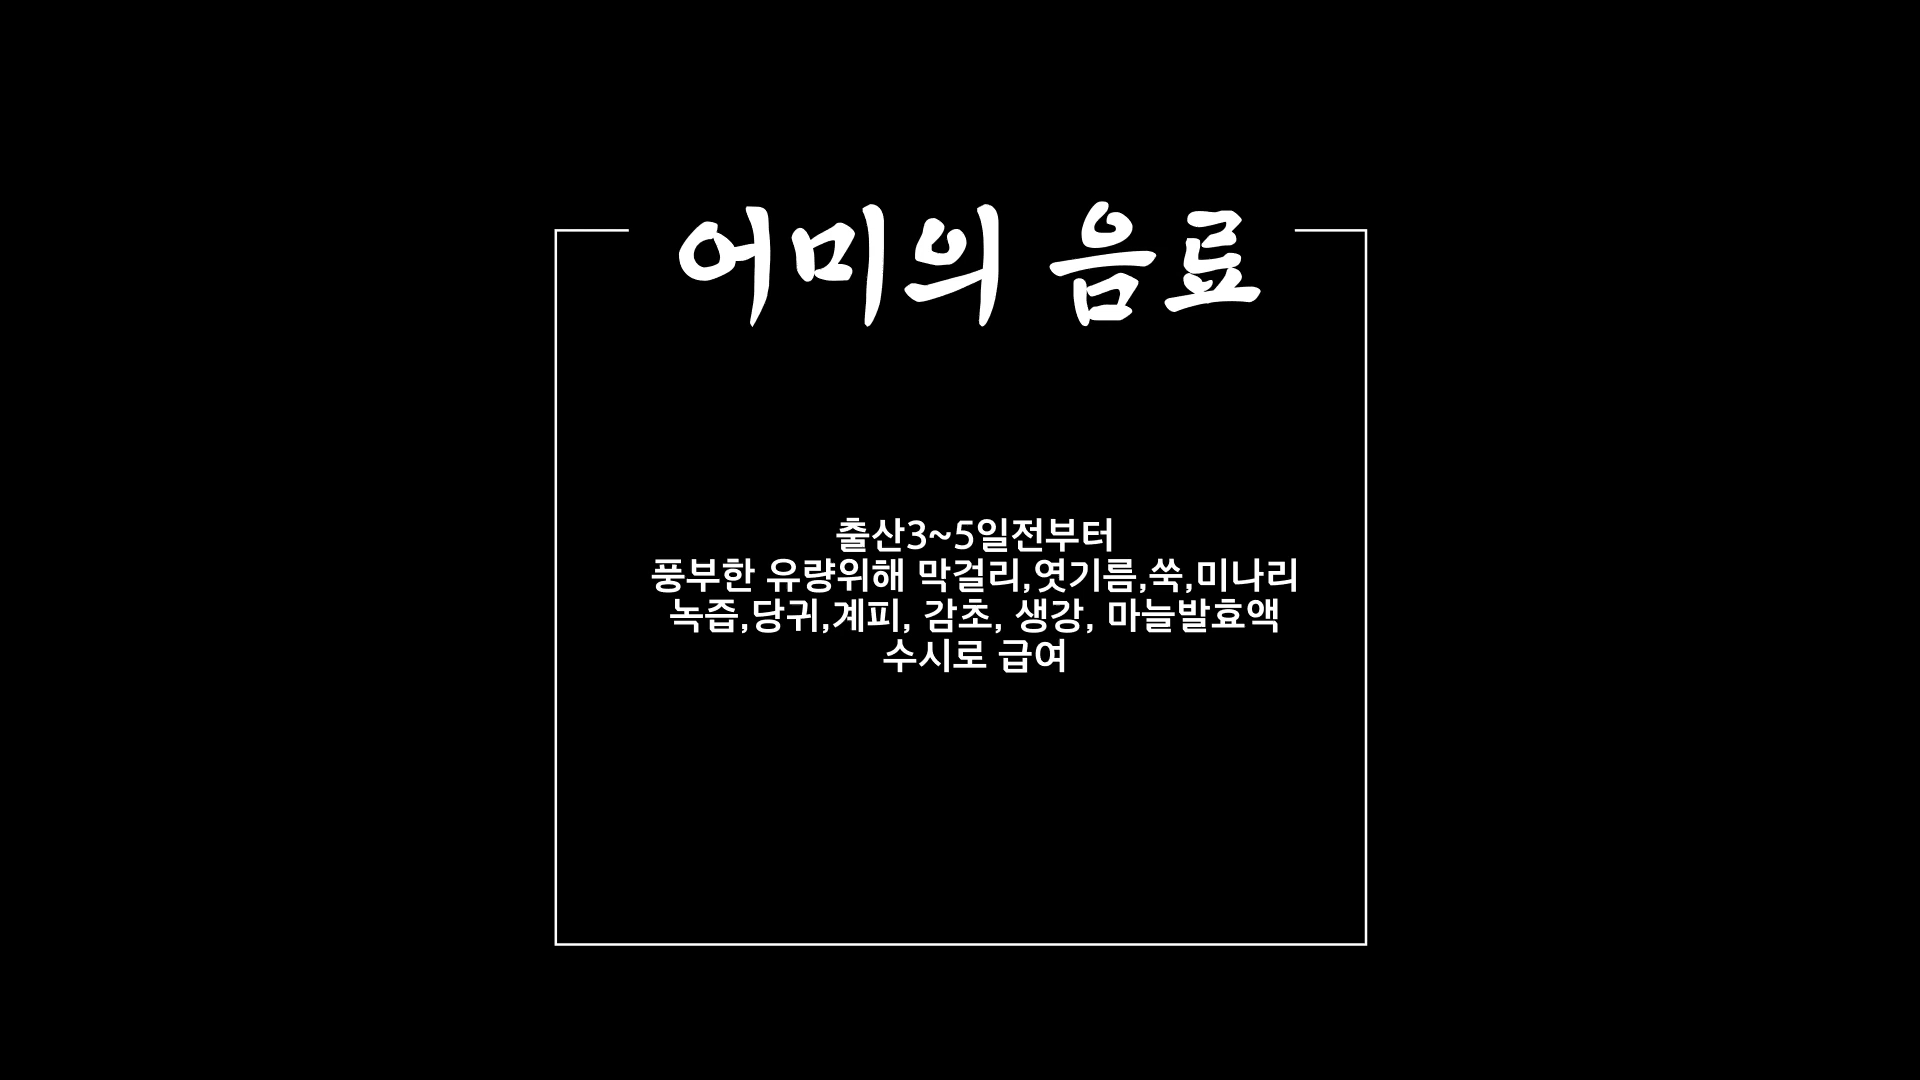 어미의 음료
출산3~5일전부터
풍부한 유량위해 막걸리,엿기름,쑥,미나리
녹즙,당귀,계피, 감초, 생강, 마늘발효액
수시로 급여